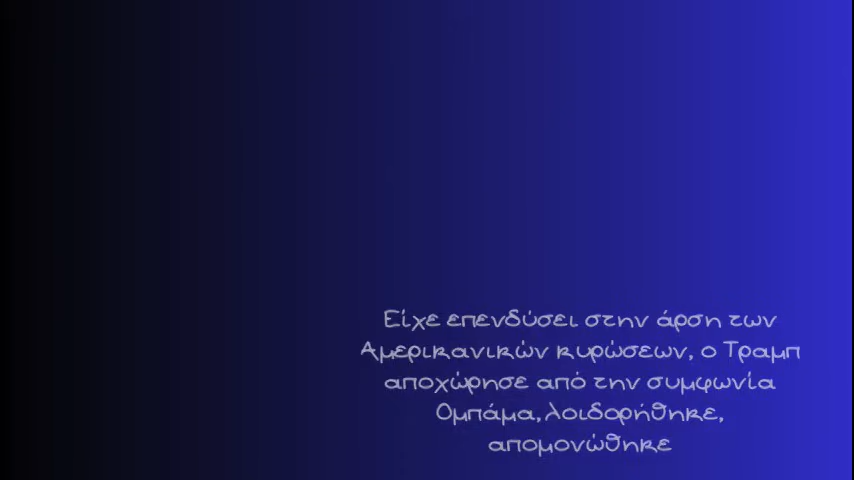 Είχε επενδύσει στην άρση των
Αμερικανικών κυρώσεων, ο Τραμπ
αποχώρησε από την συμφωνία
Ομπάμα, λοιδορήθηκε,
απομονώθηκε